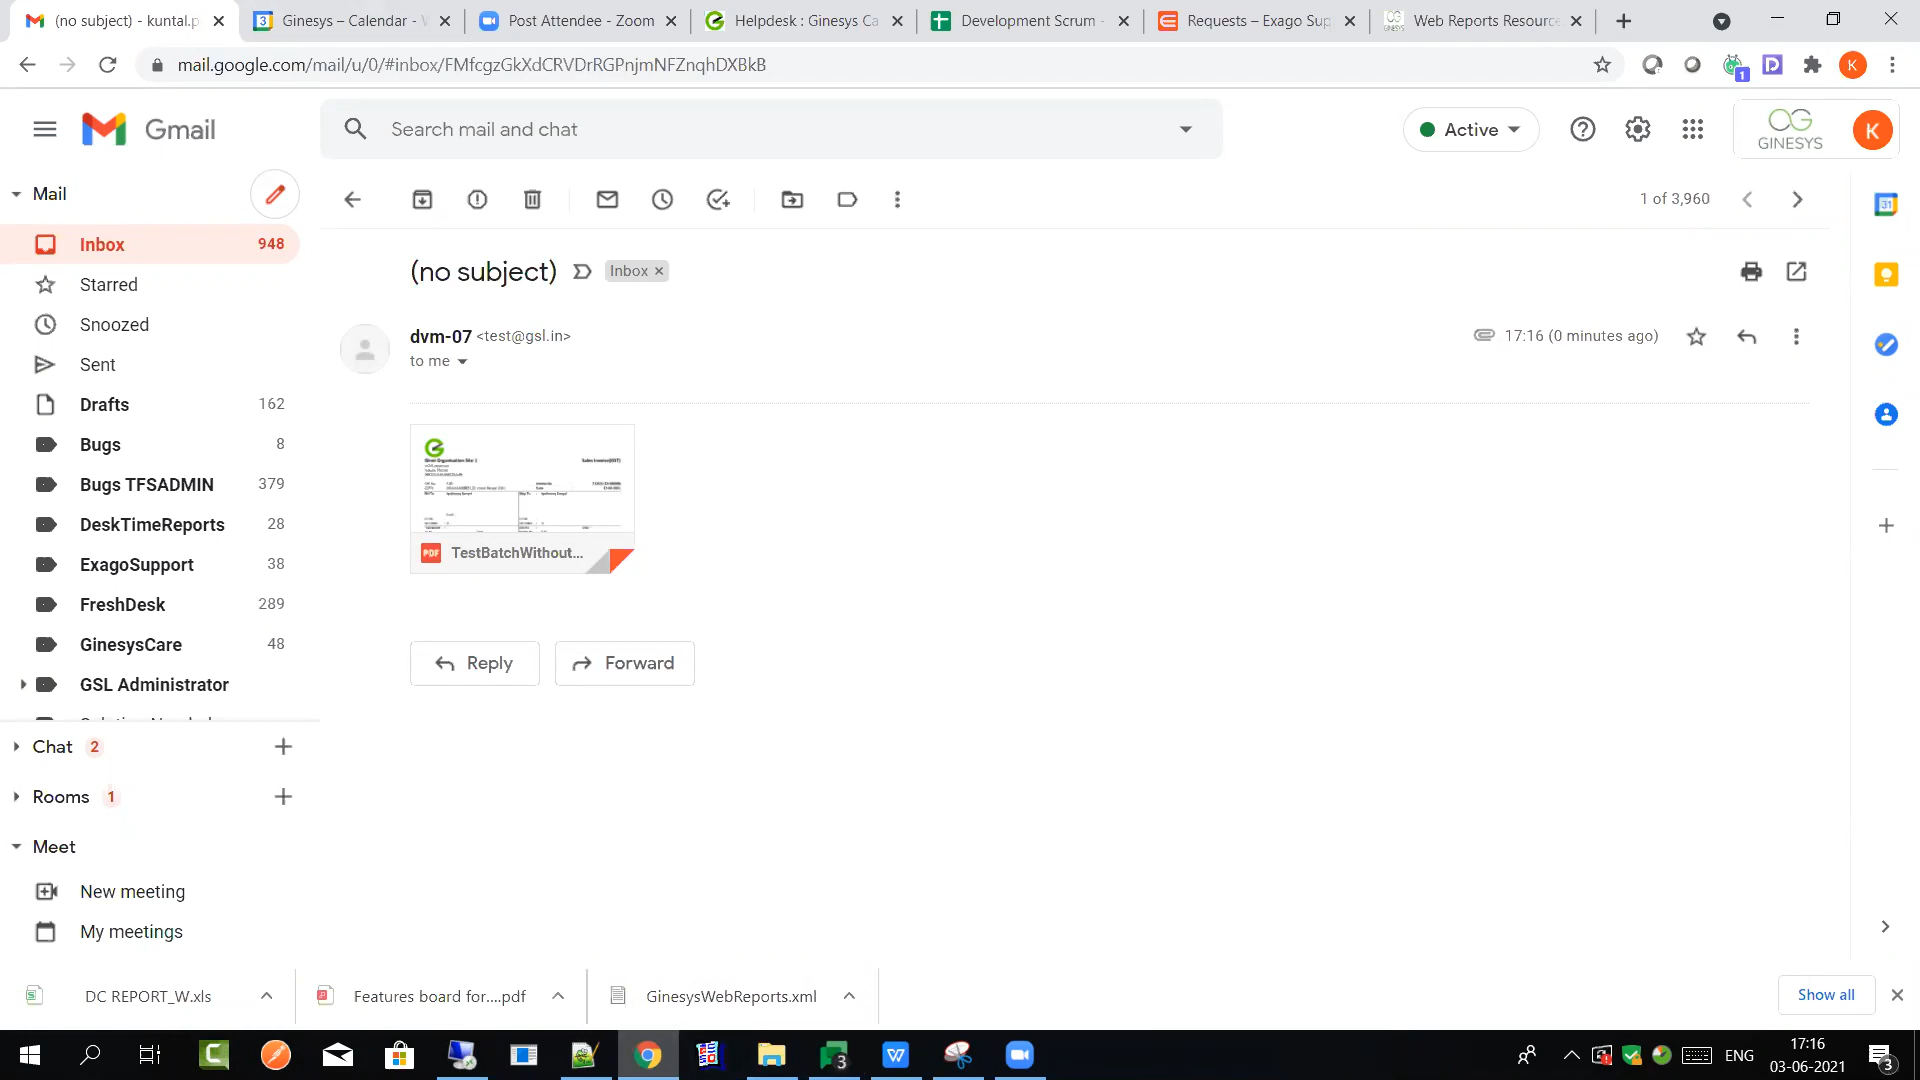 (no subject) - kuntal.p
Ginesys – Calendar - W
Post Attendee - Zoom
Helpdesk : Ginesys Ca
Development Scrum -
Requests – Exago Sup
Web Reports Resource
mail.google.com/mail/u/0/#inbox/FMfcgzGkXdCRVDrRGPnjmNFZnqhDXBkB
Gmail
Search mail and chat
Active
GINESYS
K
Mail
1 of 3,960
Inbox 948
Starred
Snoozed
Sent
Drafts 162
Bugs 8
Bugs TFSADMIN 379
DeskTimeReports 28
ExagoSupport 38
FreshDesk 289
GinesysCare 48
GSL Administrator
Chat 2
Rooms 1
Meet
New meeting
My meetings
(no subject)
Inbox
dvm-07 <test@gsl.in>
17:16 (0 minutes ago)
to me
PDF TestBatchWithout...
Reply
Forward
DC REPORT_W.xls
Features board for....pdf
GinesysWebReports.xml
Show all
ENG
17:16
03-06-2021
3